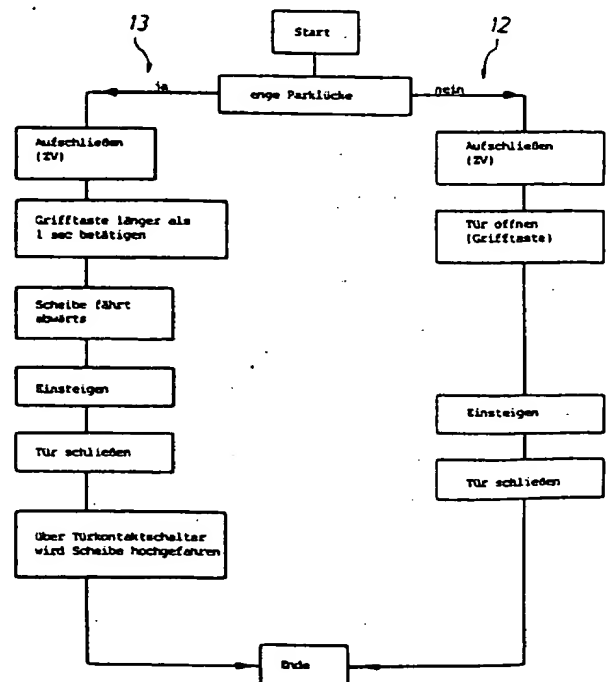 13
Start
12
ja
enge Parklücke
nein
Aufschließen
(ZV)
Grifftaste länger als
1 sec betätigen
Scheibe fährt
abwärts
Einsteigen
Tür schließen
über Türkontaktschalter
wird Scheibe hochgefahren
Aufschließen
(ZV)
Tür öffnen
(Grifftaste)
Einsteigen
Tür schließen
Ende